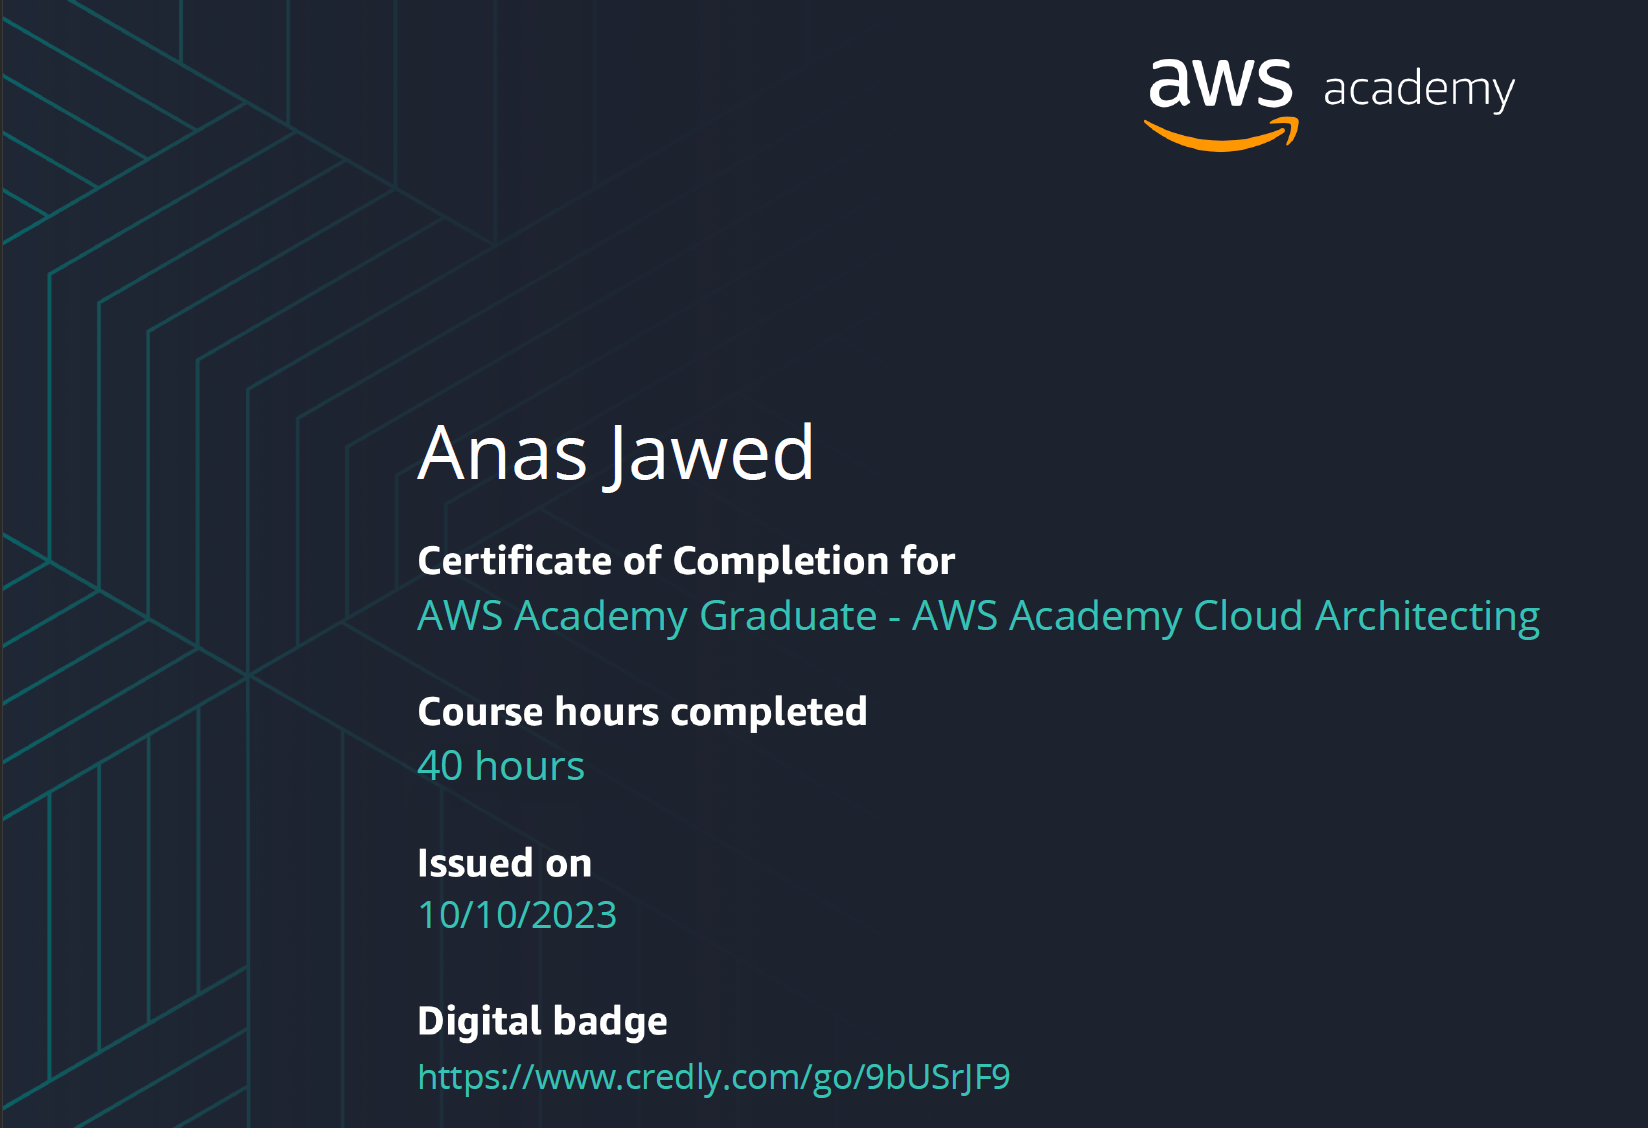 aws academy
Anas Jawed
Certificate of Completion for
AWS Academy Graduate - AWS Academy Cloud Architecting
Course hours completed
40 hours
Issued on
10/10/2023
Digital badge
https://www.credly.com/go/9bUSrJF9